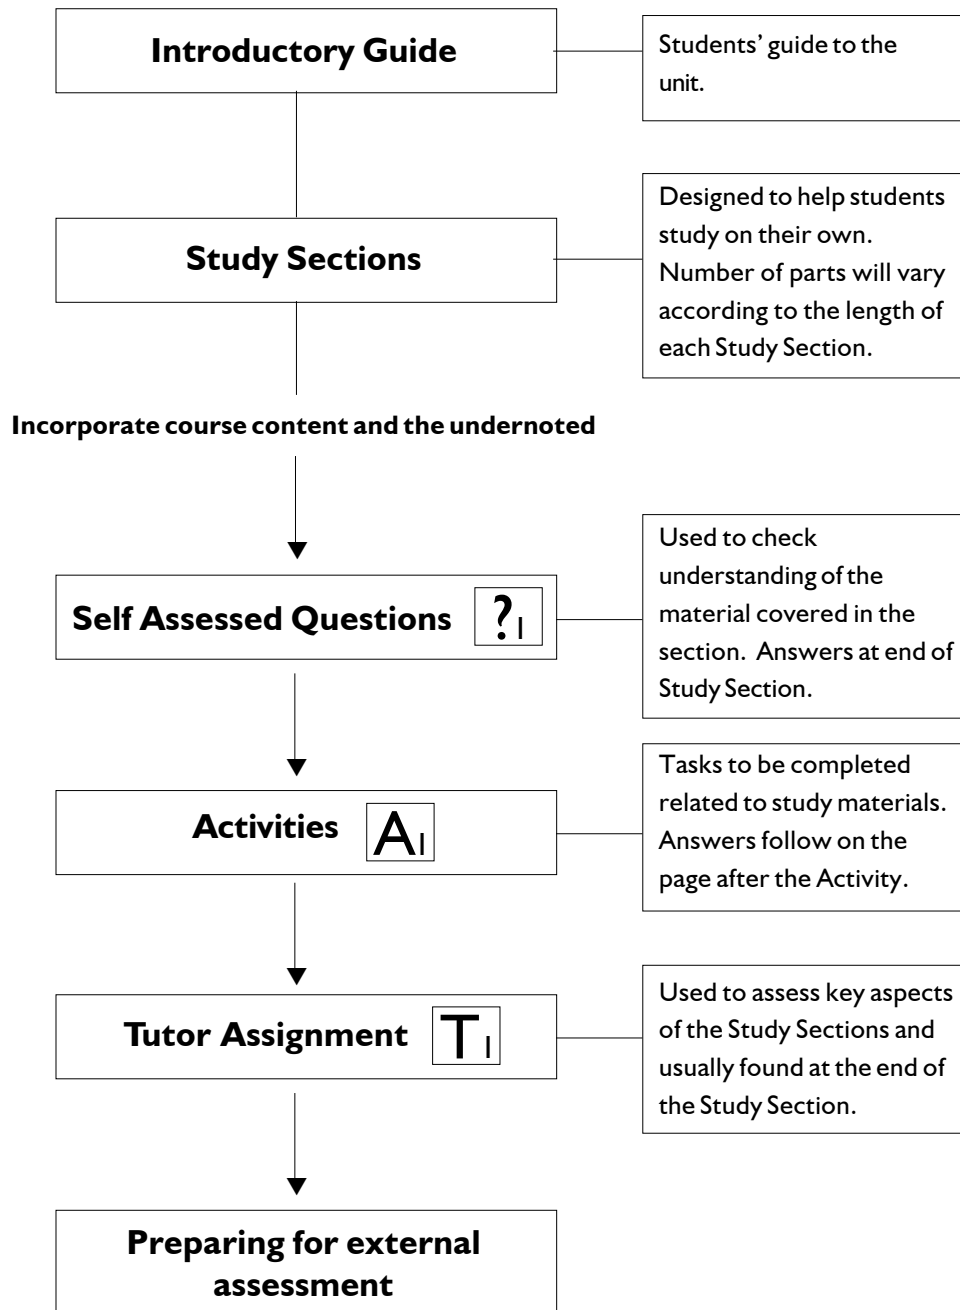 Introductory Guide
Students’ guide to the
unit.
Study Sections
Designed to help students
study on their own.
Number of parts will vary
according to the length of
each Study Section.
Incorporate course content and the undernoted
Self Assessed Questions ?1
Used to check
understanding of the
material covered in the
section. Answers at end of
Study Section.
Activities A1
Tasks to be completed
related to study materials.
Answers follow on the
page after the Activity.
Tutor Assignment T1
Used to assess key aspects
of the Study Sections and
usually found at the end of
the Study Section.
Preparing for external
assessment